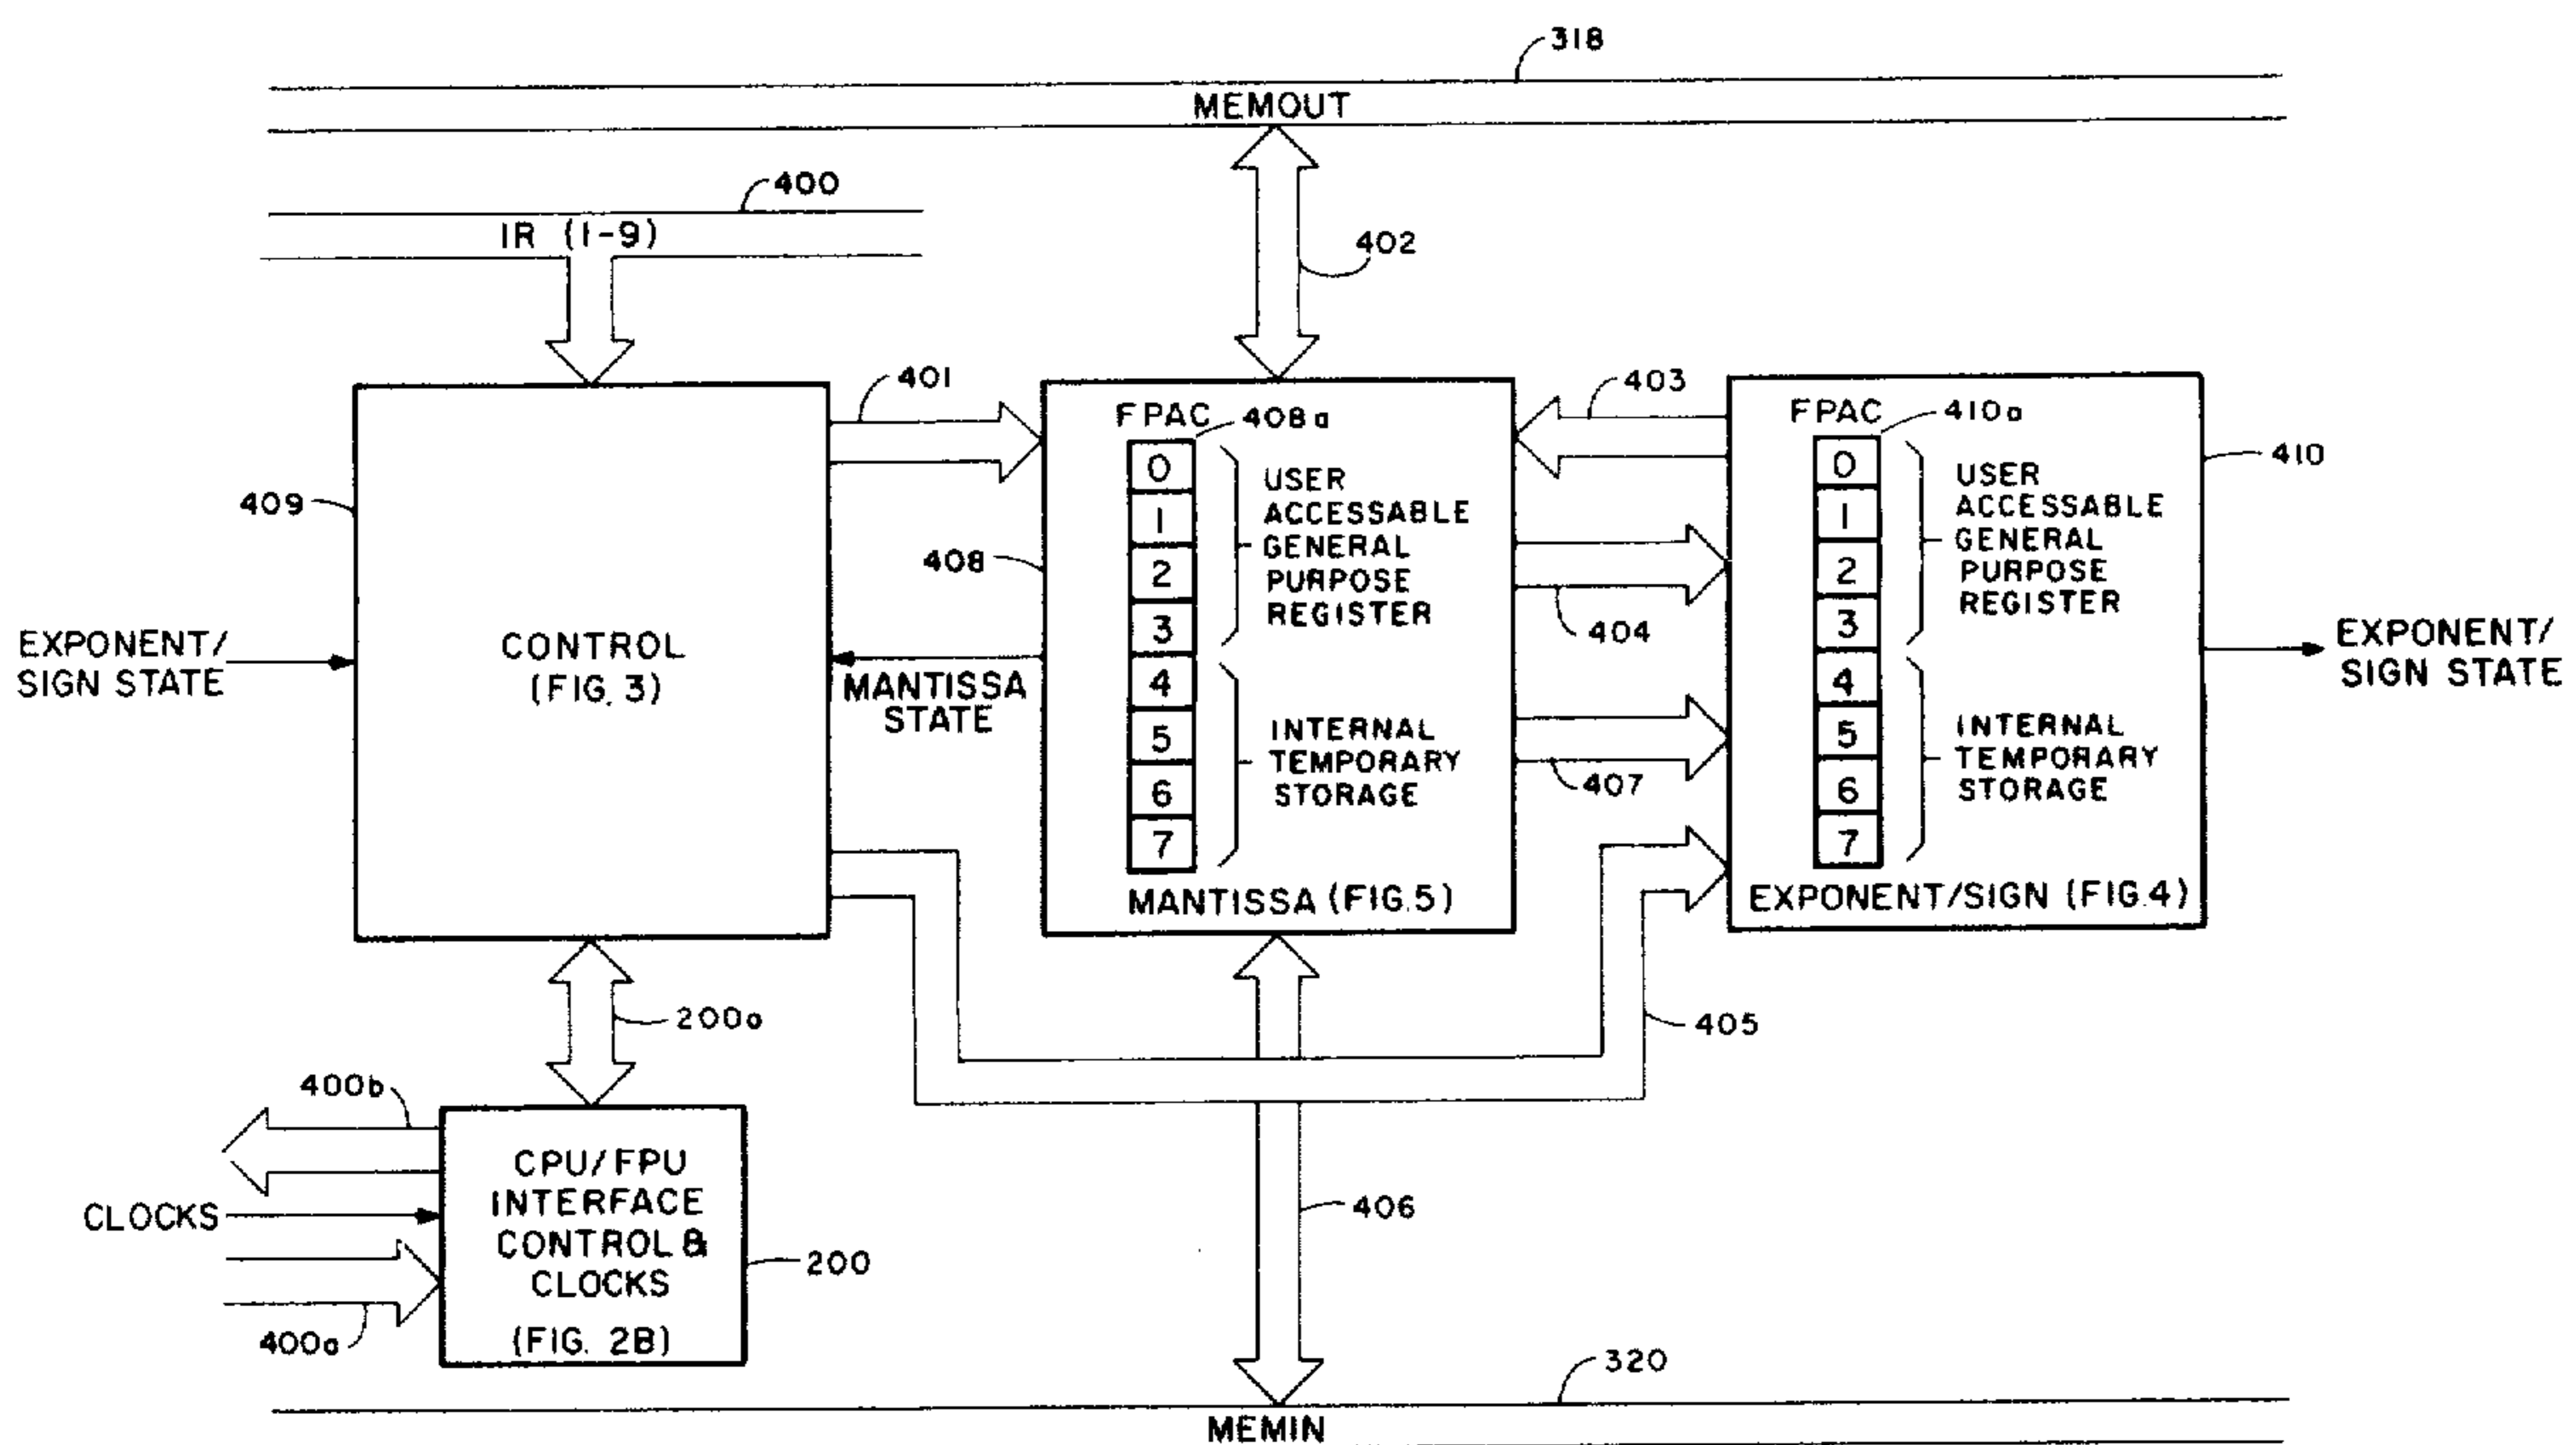 318
MEMOUT
400
IR (1-9)
402
401
403
FPAC
408a
0
1
2
3
4
5
6
7
USER
ACCESSABLE
GENERAL
PURPOSE
REGISTER
INTERNAL
TEMPORARY
STORAGE
MANTISSA (FIG.5)
408
FPAC
410a
0
1
2
3
4
5
6
7
USER
ACCESSABLE
GENERAL
PURPOSE
REGISTER
INTERNAL
TEMPORARY
STORAGE
EXPONENT/SIGN (FIG.4)
410
409
EXPONENT/
SIGN STATE
CONTROL
(FIG. 3)
MANTISSA
STATE
404
407
EXPONENT/
SIGN STATE
200a
405
400b
CLOCKS
400a
CPU/FPU
INTERFACE
CONTROL &
CLOCKS
(FIG. 2B)
200
406
320
MEMIN